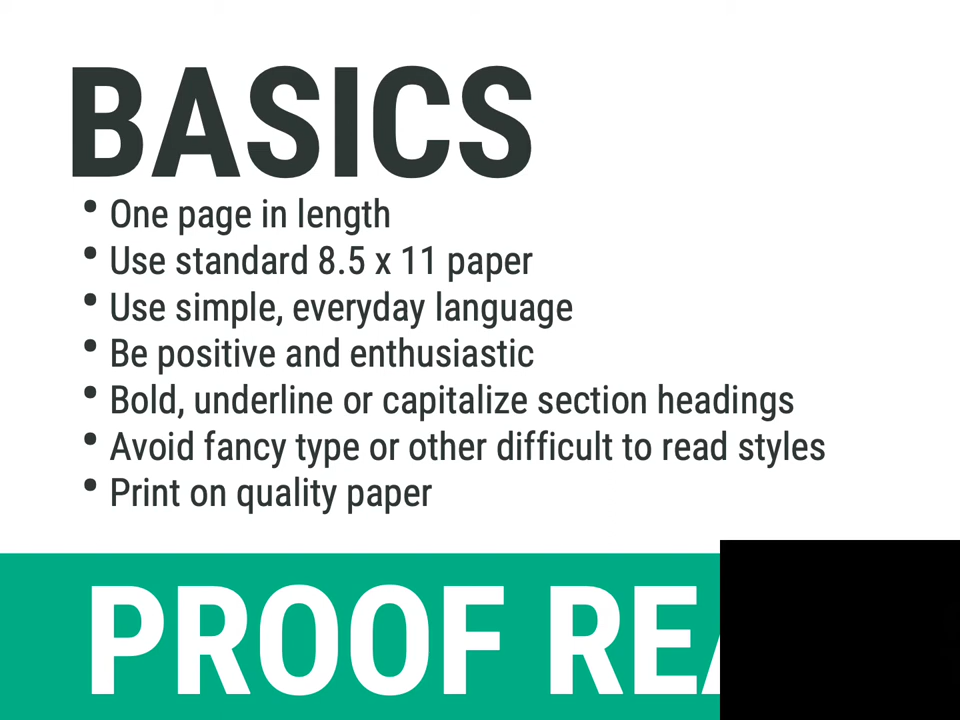 BASICS
• One page in length
• Use standard 8.5 x 11 paper
• Use simple, everyday language
• Be positive and enthusiastic
• Bold, underline or capitalize section headings
• Avoid fancy type or other difficult to read styles
• Print on quality paper
PROOF